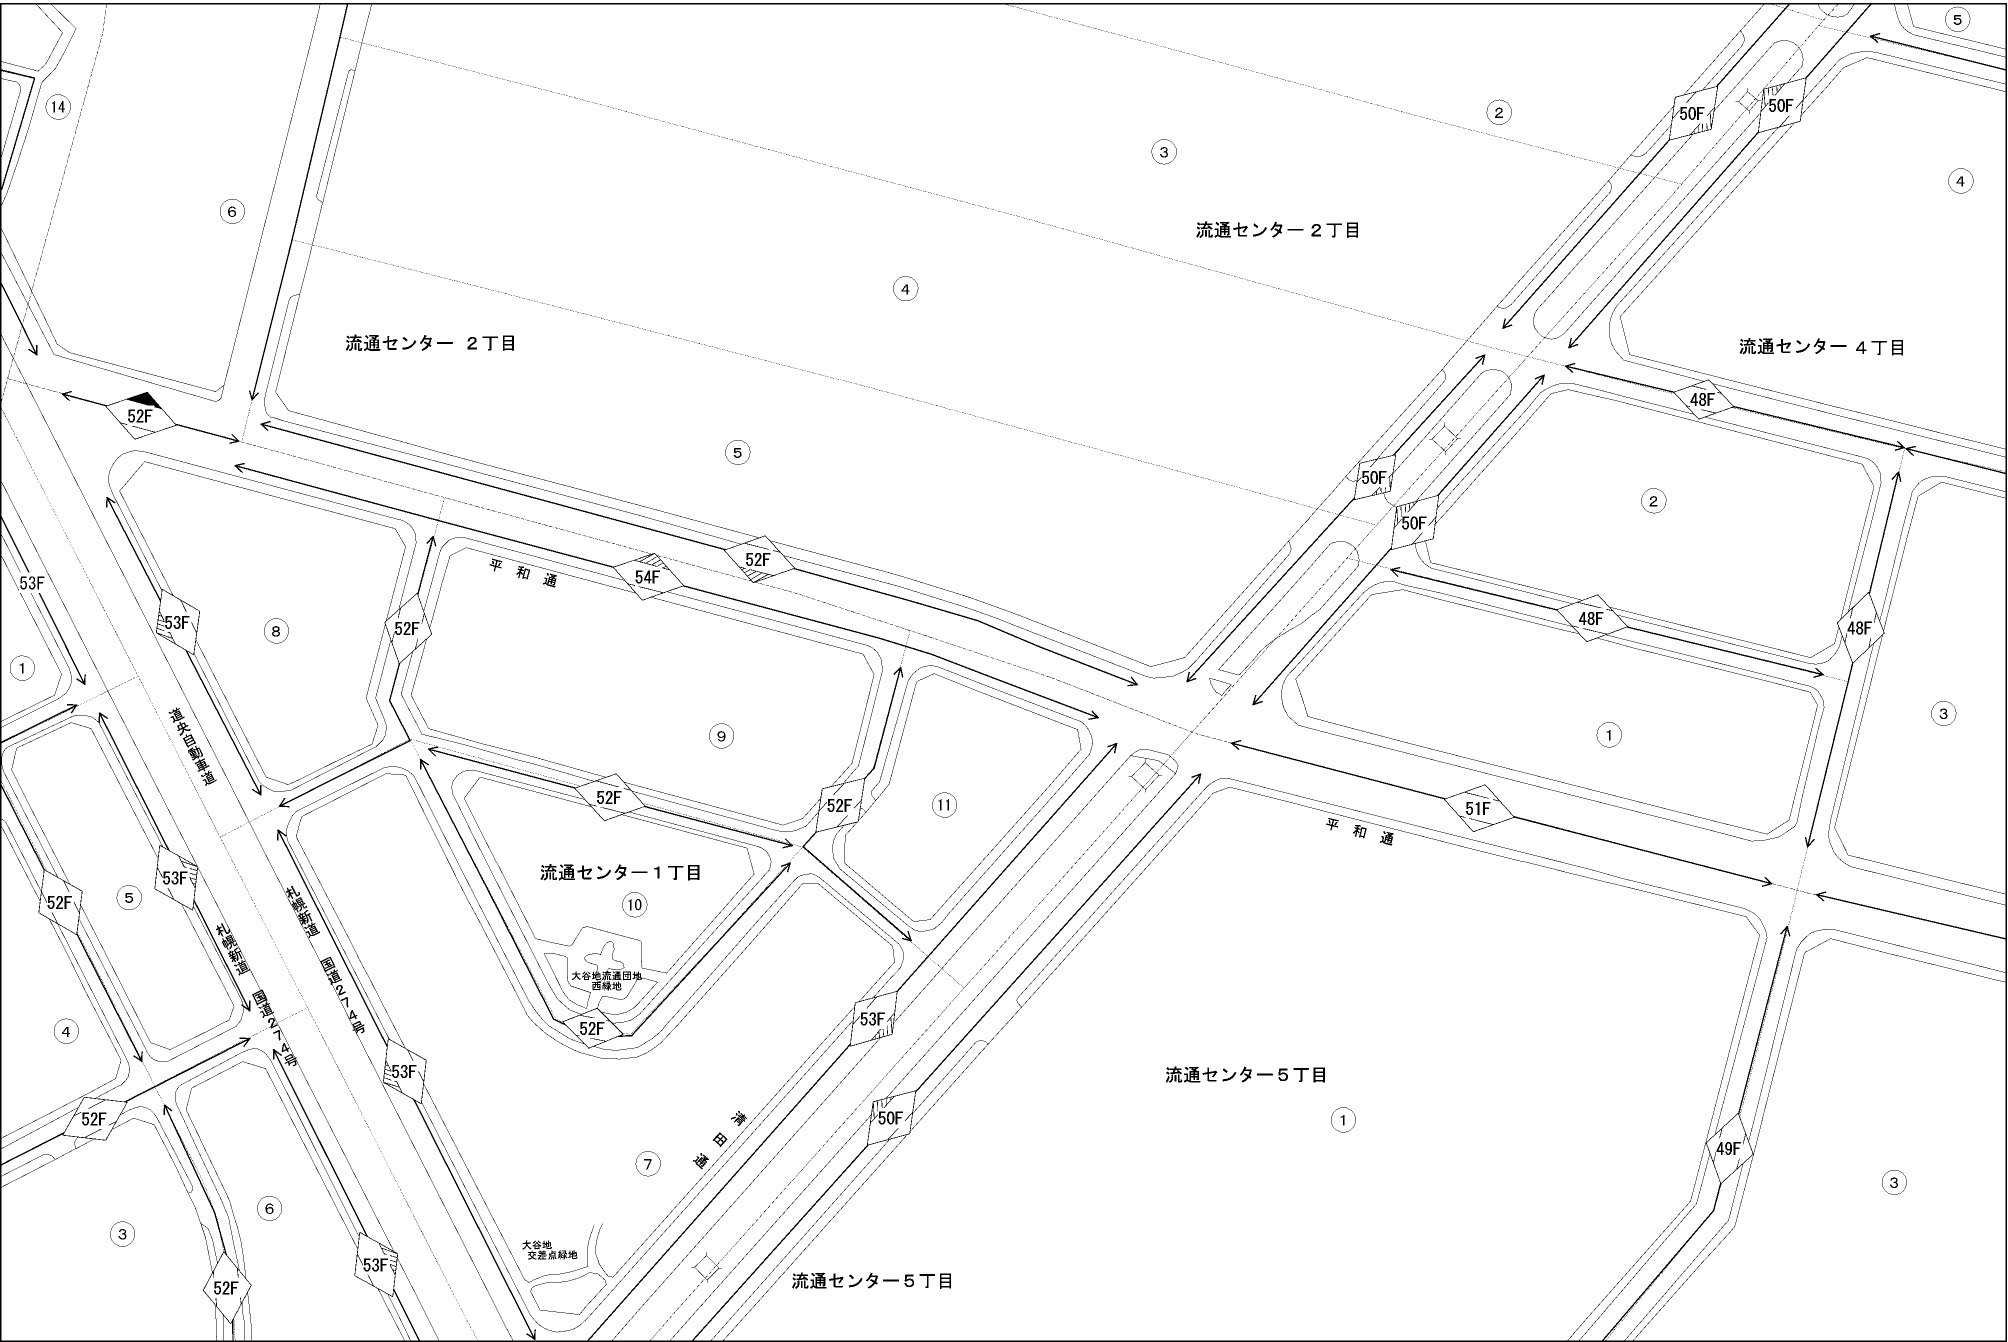 ⑤
50F
50F
⑭
②
③
④
⑥
流通センター２丁目
④
流通センター ２丁目
流通センター ４丁目
52F
48F
⑤
50F
②
50F
52F
54F
平和通
53F
53F
52F
⑧
48F
48F
①
道央自動車道
⑨
①
③
52F
52F
⑪
51F
平和通
流通センター１丁目
53F
52F
⑤
⑩
札幌新道 国道２７４号
札幌新道 国道２７４号
大谷地流通団地
西緑地
52F
53F
④
53F
流通センター５丁目
52F
50F
清田通
①
49F
⑦
⑥
③
③
大谷地
交差点緑地
53F
流通センター５丁目
52F